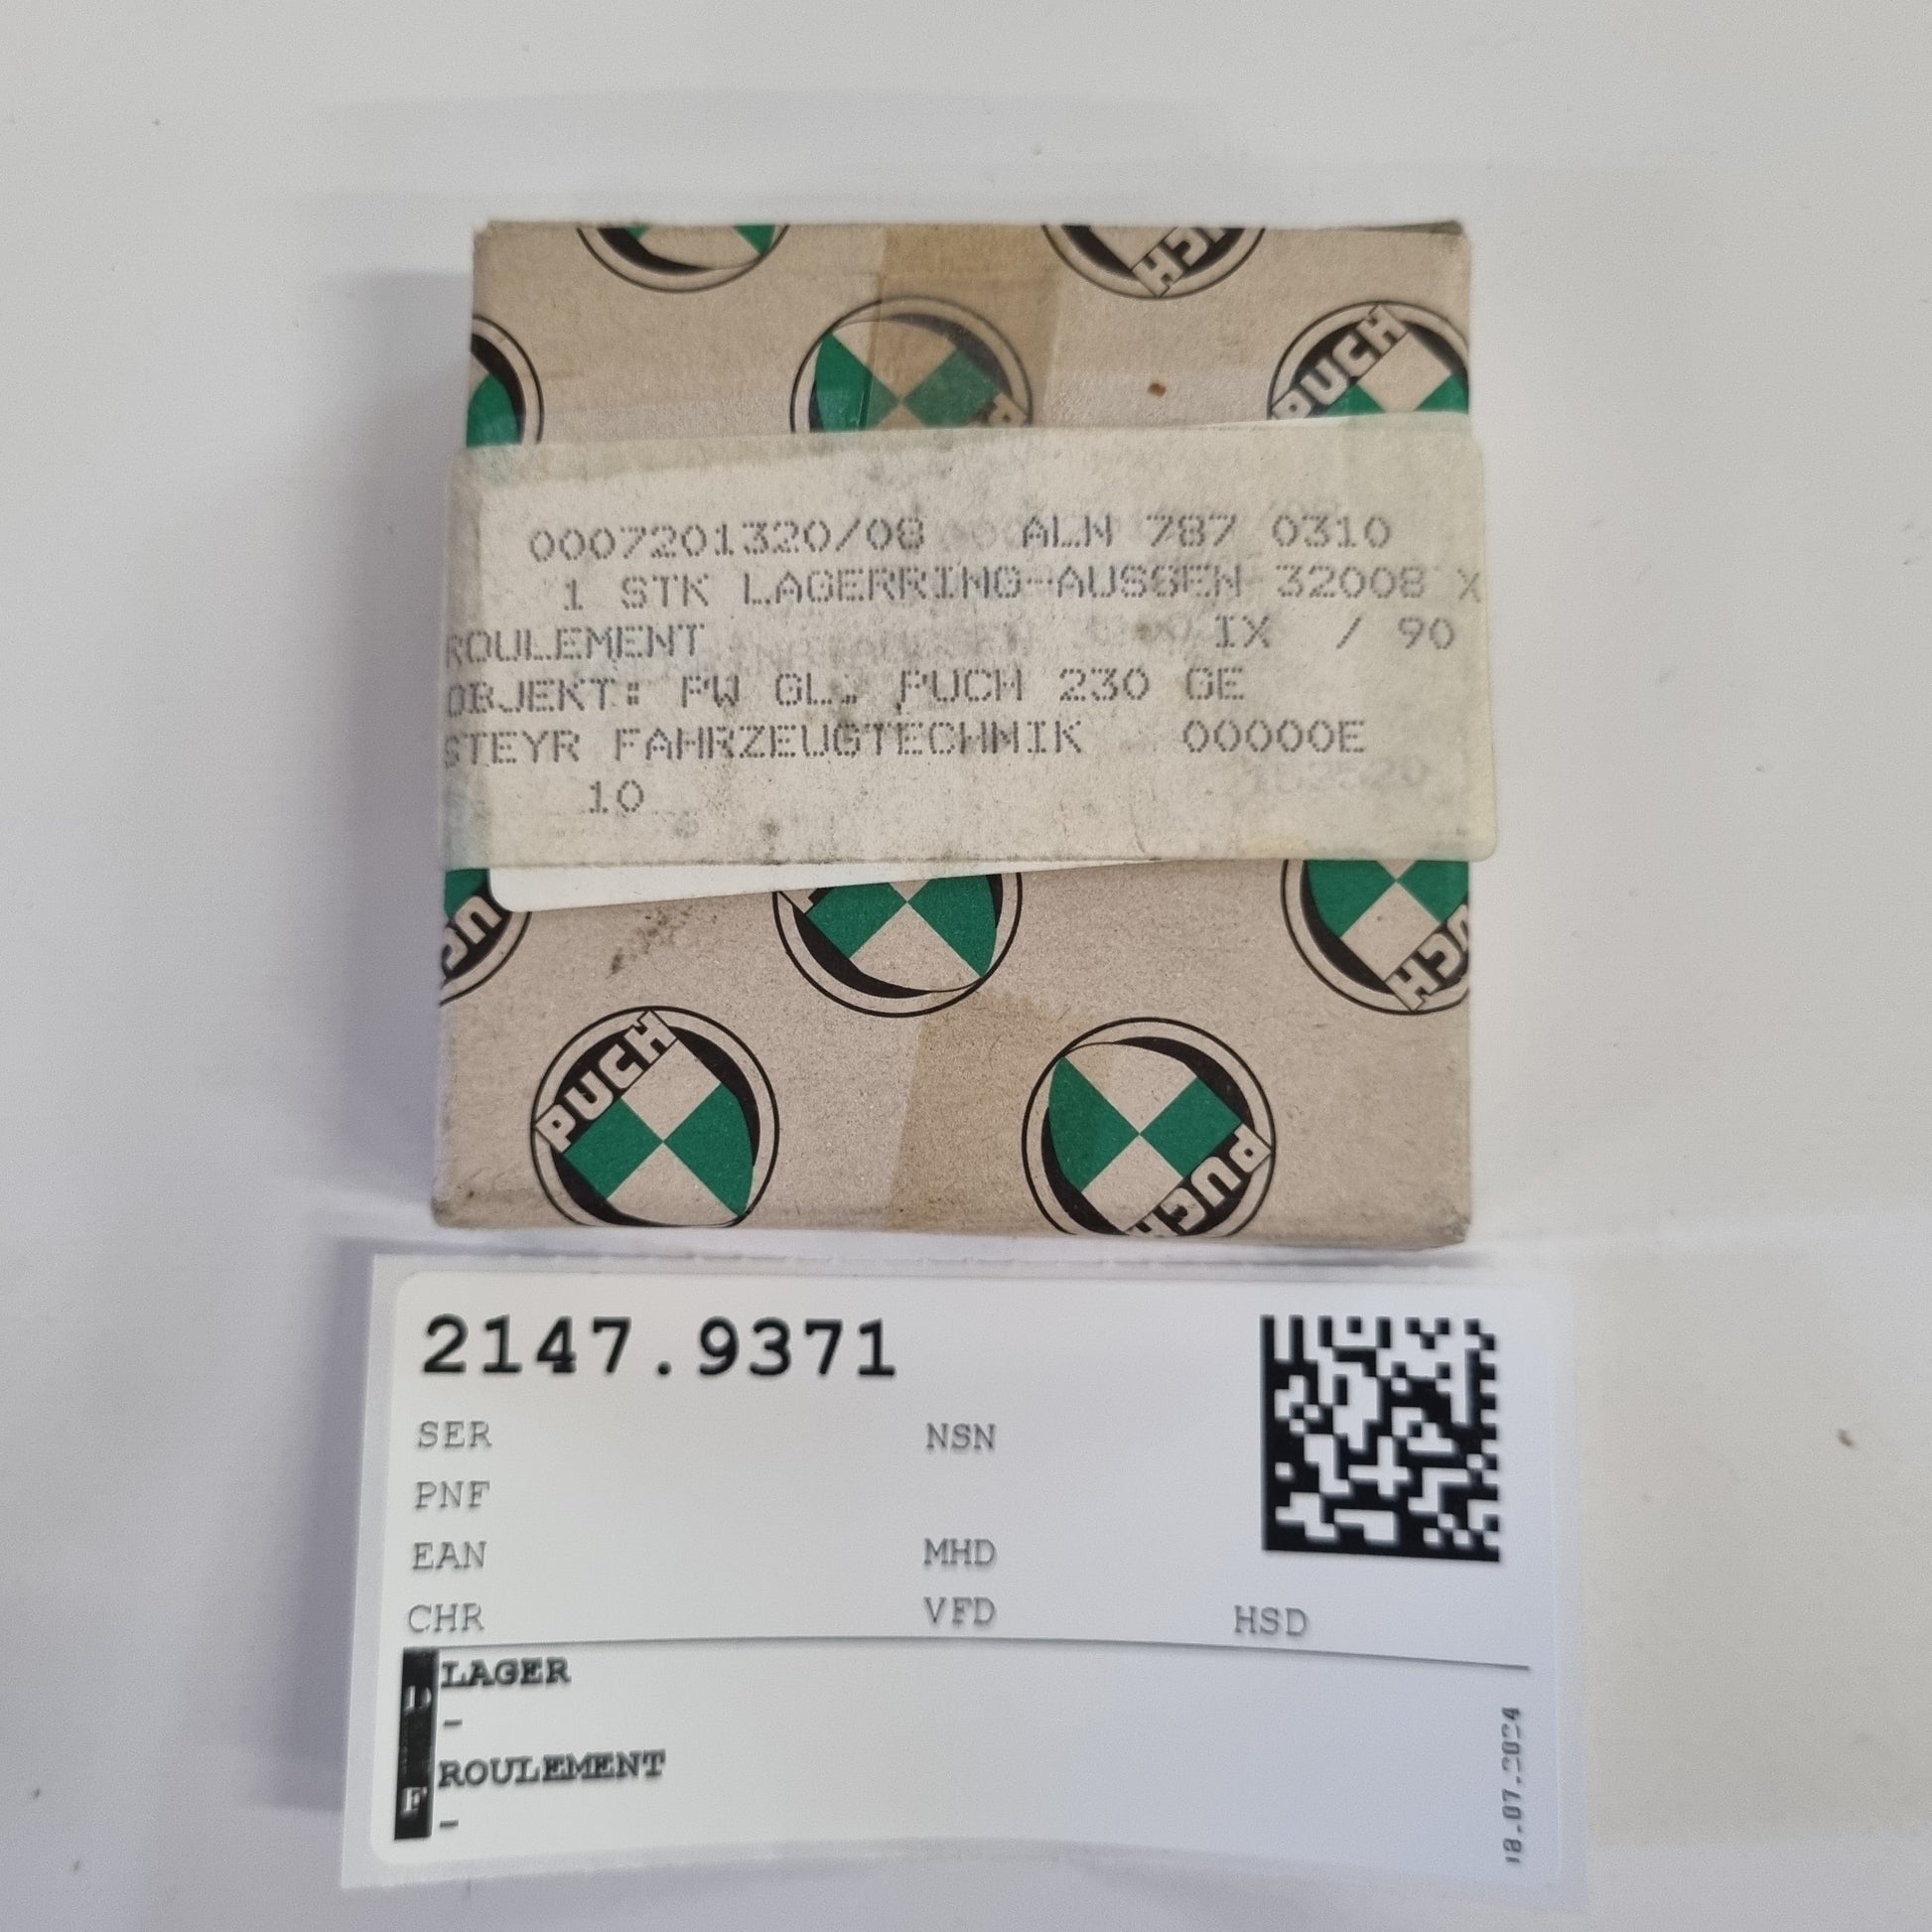 PUCH
0007201320/08 ALN 787 0310
1 STK LAGERRING-AUSSEN 32008 X
ROULEMENT IX / 90
OBJEKT: PW GL. PUCH 230 GE
STEYR FAHRZEUGTECHNIK 00000E
10
PUCH
PUCH
2147.9371
SER NSN
PNF
EAN MHD
CHR VFD HSD
D LAGER
-
F ROULEMENT
-
18.07.2024